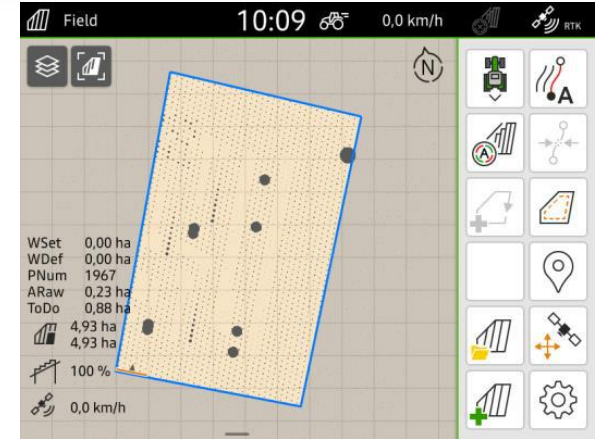 Field 10:09 0,0 km/h RTK
N
A
A
WSet 0,00 ha
WDef 0,00 ha
PNum 1967
ARaw 0,23 ha
ToDo 0,88 ha
4,93 ha
4,93 ha
100 %
0,0 km/h